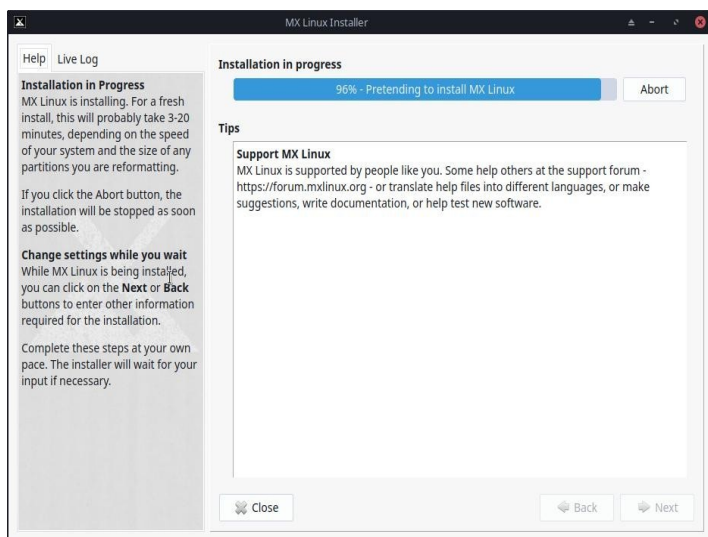 MX Linux Installer
Help
Live Log
Installation in Progress
MX Linux is installing. For a fresh
install, this will probably take 3-20
minutes, depending on the speed
of your system and the size of any
partitions you are reformatting.
If you click the Abort button, the
installation will be stopped as soon
as possible.
Change settings while you wait
While MX Linux is being installed,
you can click on the Next or Back
buttons to enter other information
required for the installation.
Complete these steps at your own
pace. The installer will wait for your
input if necessary.
Installation in progress
96% - Pretending to install MX Linux
Abort
Tips
Support MX Linux
MX Linux is supported by people like you. Some help others at the support forum -
https://forum.mxlinux.org - or translate help files into different languages, or make
suggestions, write documentation, or help test new software.
Close
Back
Next